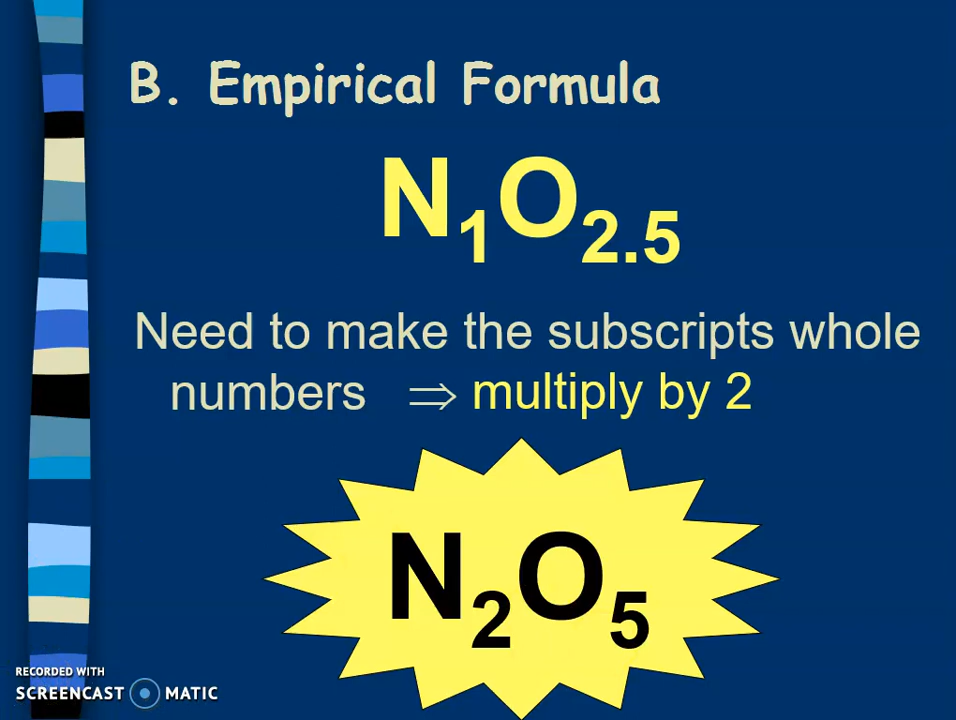 B. Empirical Formula
N₁O₂.₅
Need to make the subscripts whole
numbers ⇒ multiply by 2
N₂O₅
RECORDED WITH
SCREENCAST MATIC